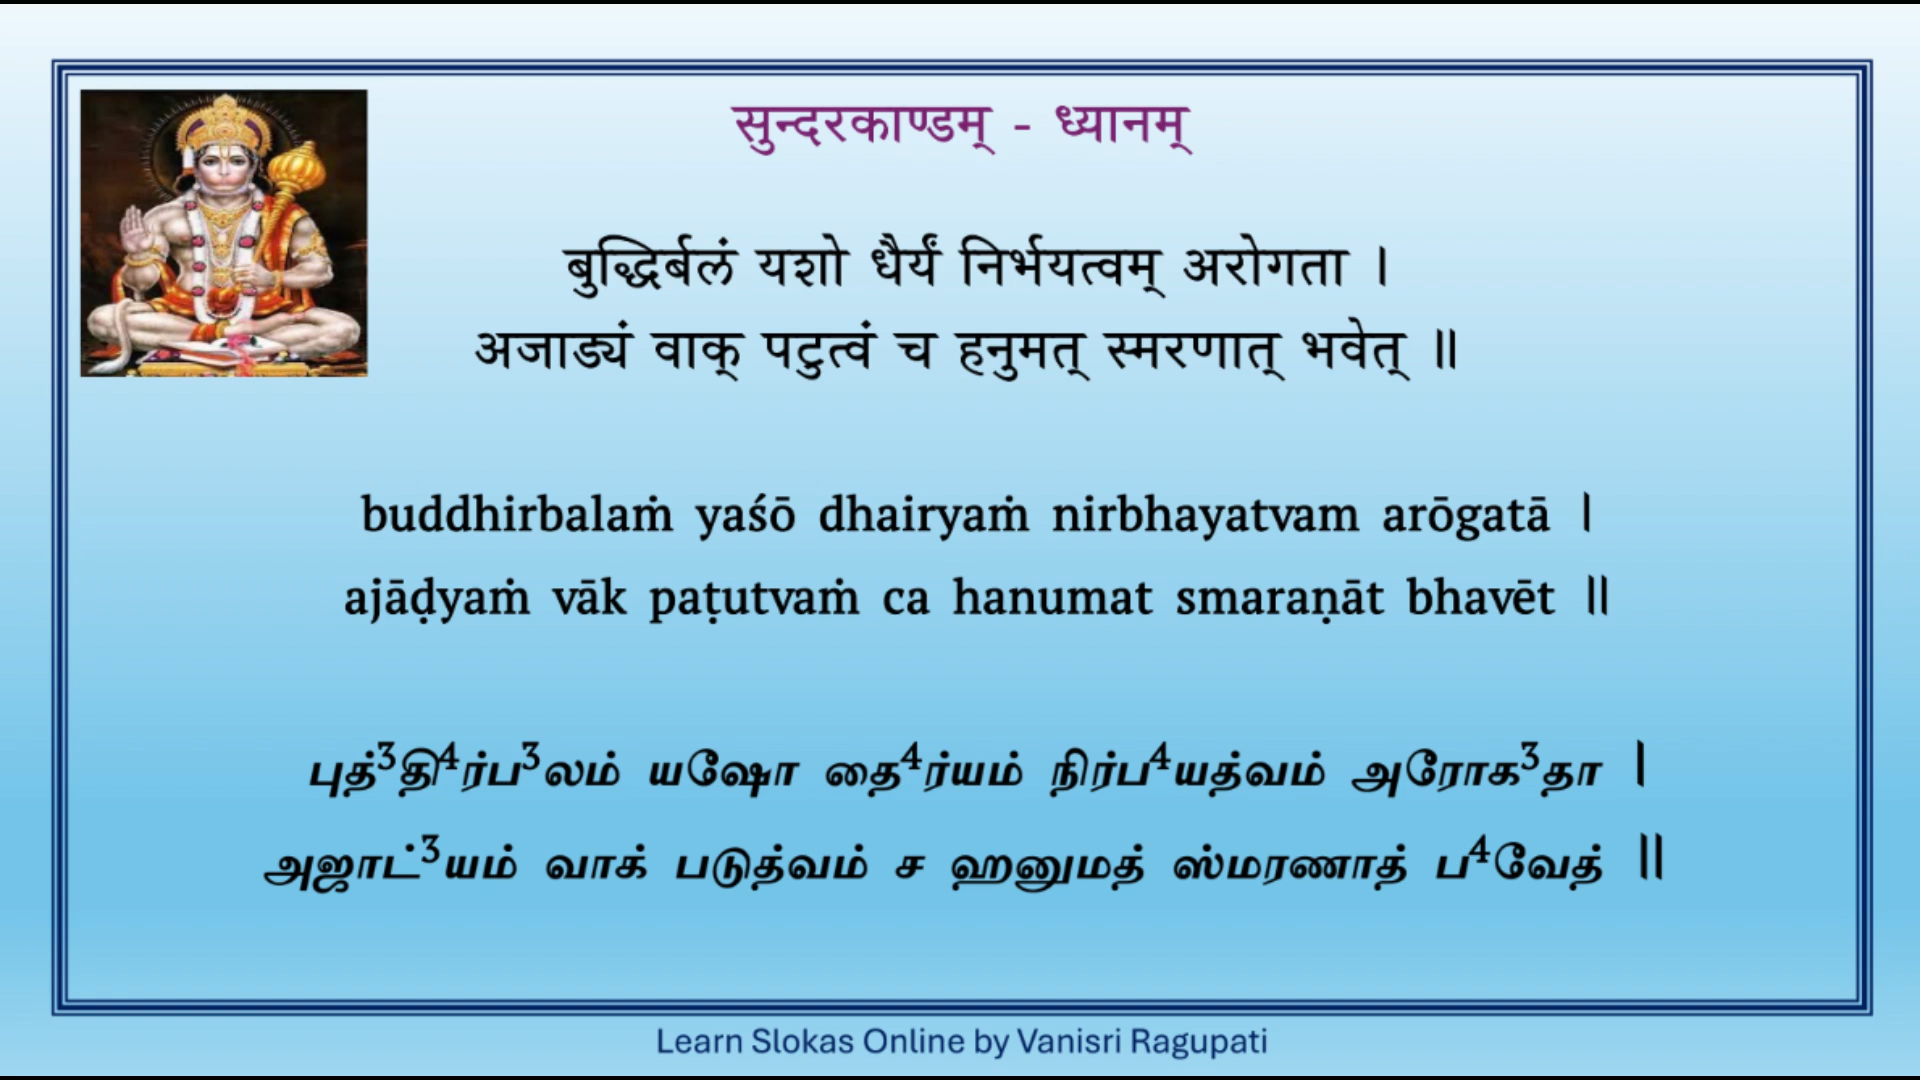 सुन्दरकाण्डम् - ध्यानम्
बुद्धिर्बलं यशो धैर्यं निर्भयत्वम् अरोगता ।
अजाड्यं वाक् पटुत्वं च हनुमत् स्मरणात् भवेत् ॥
buddhirbalaṁ yaśō dhairyaṁ nirbhayatvam arōgatā ।
ajāḍyaṁ vāk paṭutvaṁ ca hanumat smaraṇāt bhavēt ॥
புத்³தி⁴ர்ப³லம் யஷோ தை⁴ர்யம் நிர்ப⁴யத்வம் அரோக³தா ।
அஜாட்³யம் வாக் படுத்வம் ச ஹனுமத் ஸ்மரணாத் ப⁴வேத் ॥
Learn Slokas Online by Vanisri Ragupati